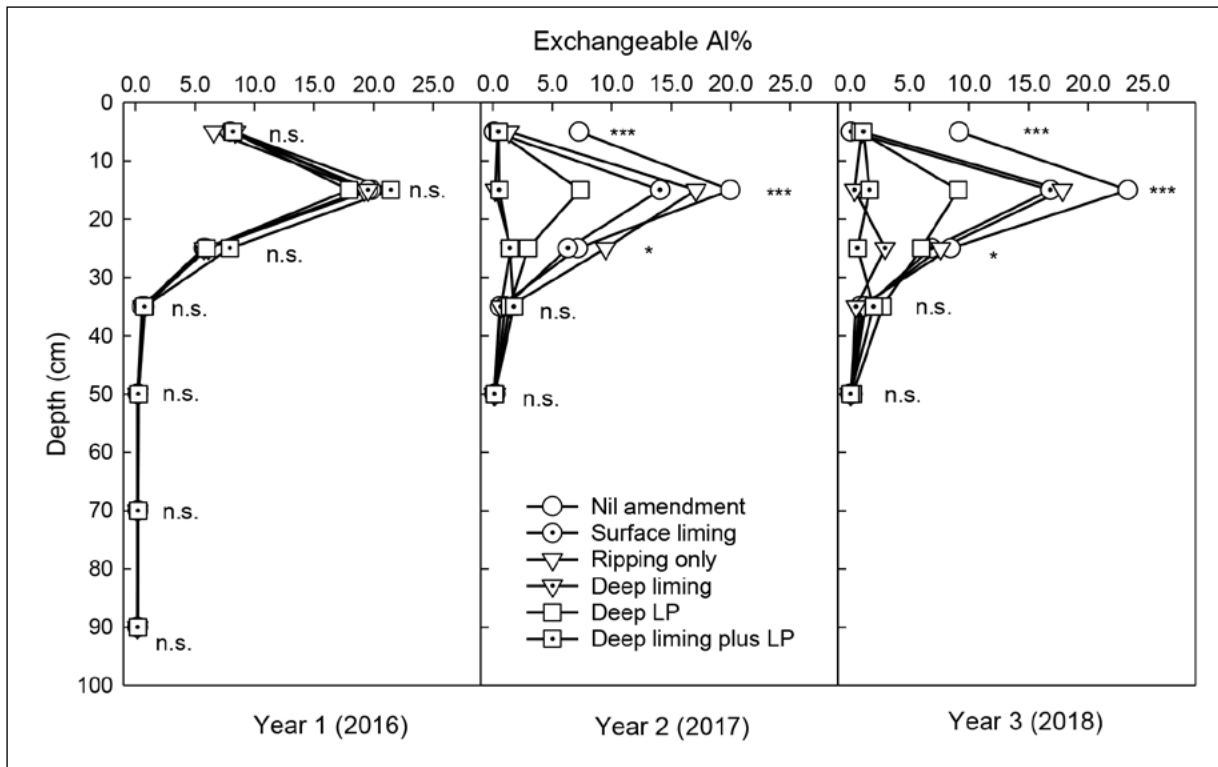 Exchangeable Al%
0.0 5.0 10.0 15.0 20.0 25.0 0.0 5.0 10.0 15.0 20.0 25.0 0.0 5.0 10.0 15.0 20.0 25.0
0
n.s. *** ***
10
n.s. *** ***
20
n.s. * *
30
n.s. n.s. n.s.
40
Depth (cm)
50
n.s. n.s. n.s.
60
70
n.s.
80
90
n.s.
100
Nil amendment
Surface liming
Ripping only
Deep liming
Deep LP
Deep liming plus LP
Year 1 (2016) Year 2 (2017) Year 3 (2018)